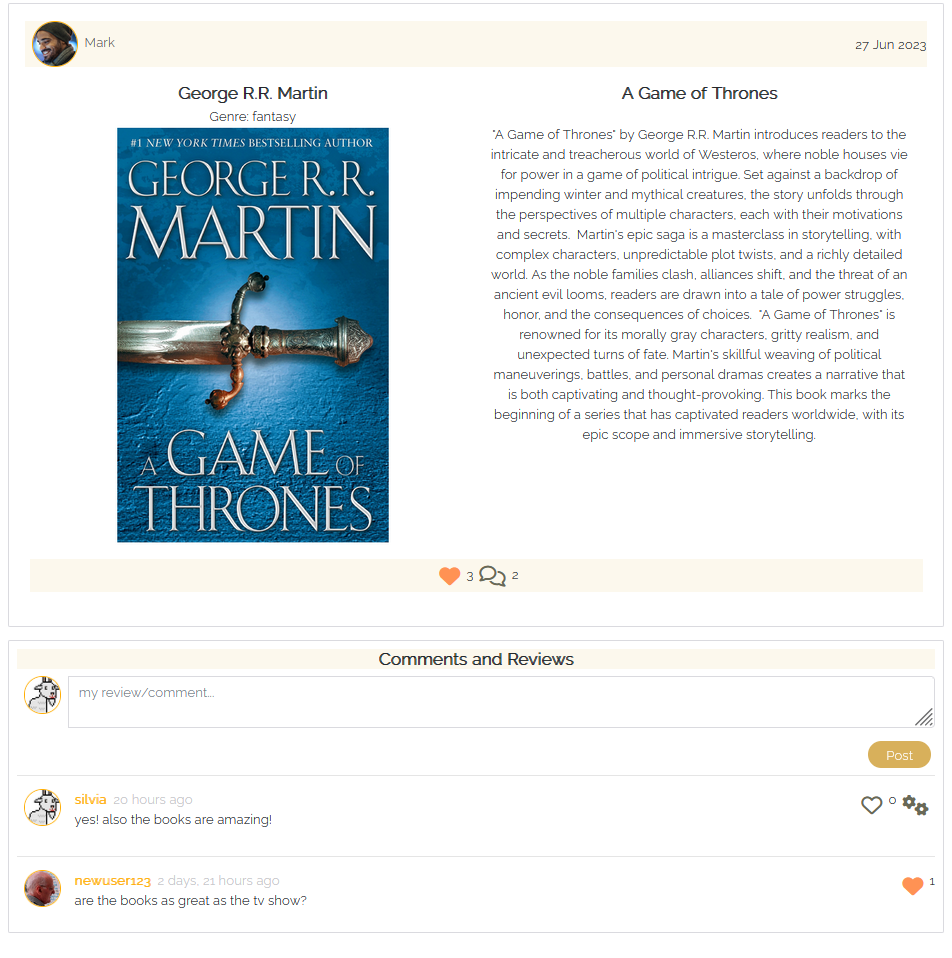 Mark
27 Jun 2023
George R.R. Martin
Genre: fantasy
#1 NEW YORK TIMES BESTSELLING AUTHOR
GEORGE R.R.
MARTIN
A GAME OF
THRONES
A Game of Thrones
"A Game of Thrones" by George R.R. Martin introduces readers to the
intricate and treacherous world of Westeros, where noble houses vie
for power in a game of political intrigue. Set against a backdrop of
impending winter and mythical creatures, the story unfolds through
the perspectives of multiple characters, each with their motivations
and secrets.  Martin's epic saga is a masterclass in storytelling, with
complex characters, unpredictable plot twists, and a richly detailed
world. As the noble families clash, alliances shift, and the threat of an
ancient evil looms, readers are drawn into a tale of power struggles,
honor, and the consequences of choices.  "A Game of Thrones" is
renowned for its morally gray characters, gritty realism, and
unexpected turns of fate. Martin's skillful weaving of political
maneuverings, battles, and personal dramas creates a narrative that
is both captivating and thought-provoking. This book marks the
beginning of a series that has captivated readers worldwide, with its
epic scope and immersive storytelling.
3 2
Comments and Reviews
my review/comment...
Post
silvia 20 hours ago
0
yes! also the books are amazing!
newuser123 2 days, 21 hours ago
1
are the books as great as the tv show?